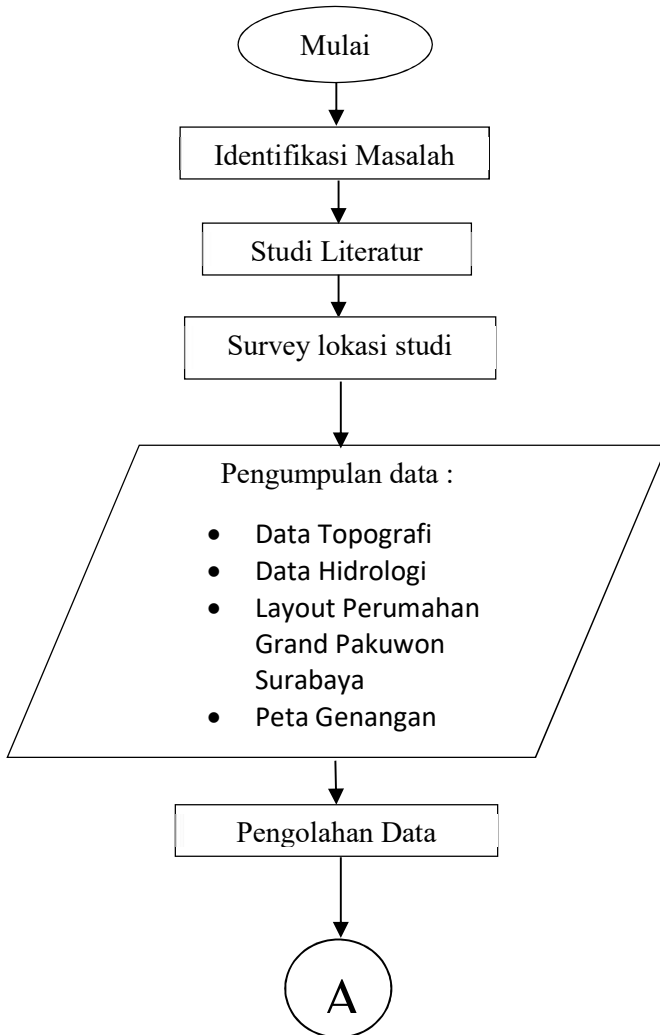 Mulai
Identifikasi Masalah
Studi Literatur
Survey lokasi studi
Pengumpulan data :
• Data Topografi
• Data Hidrologi
• Layout Perumahan
Grand Pakuwon
Surabaya
• Peta Genangan
Pengolahan Data
A